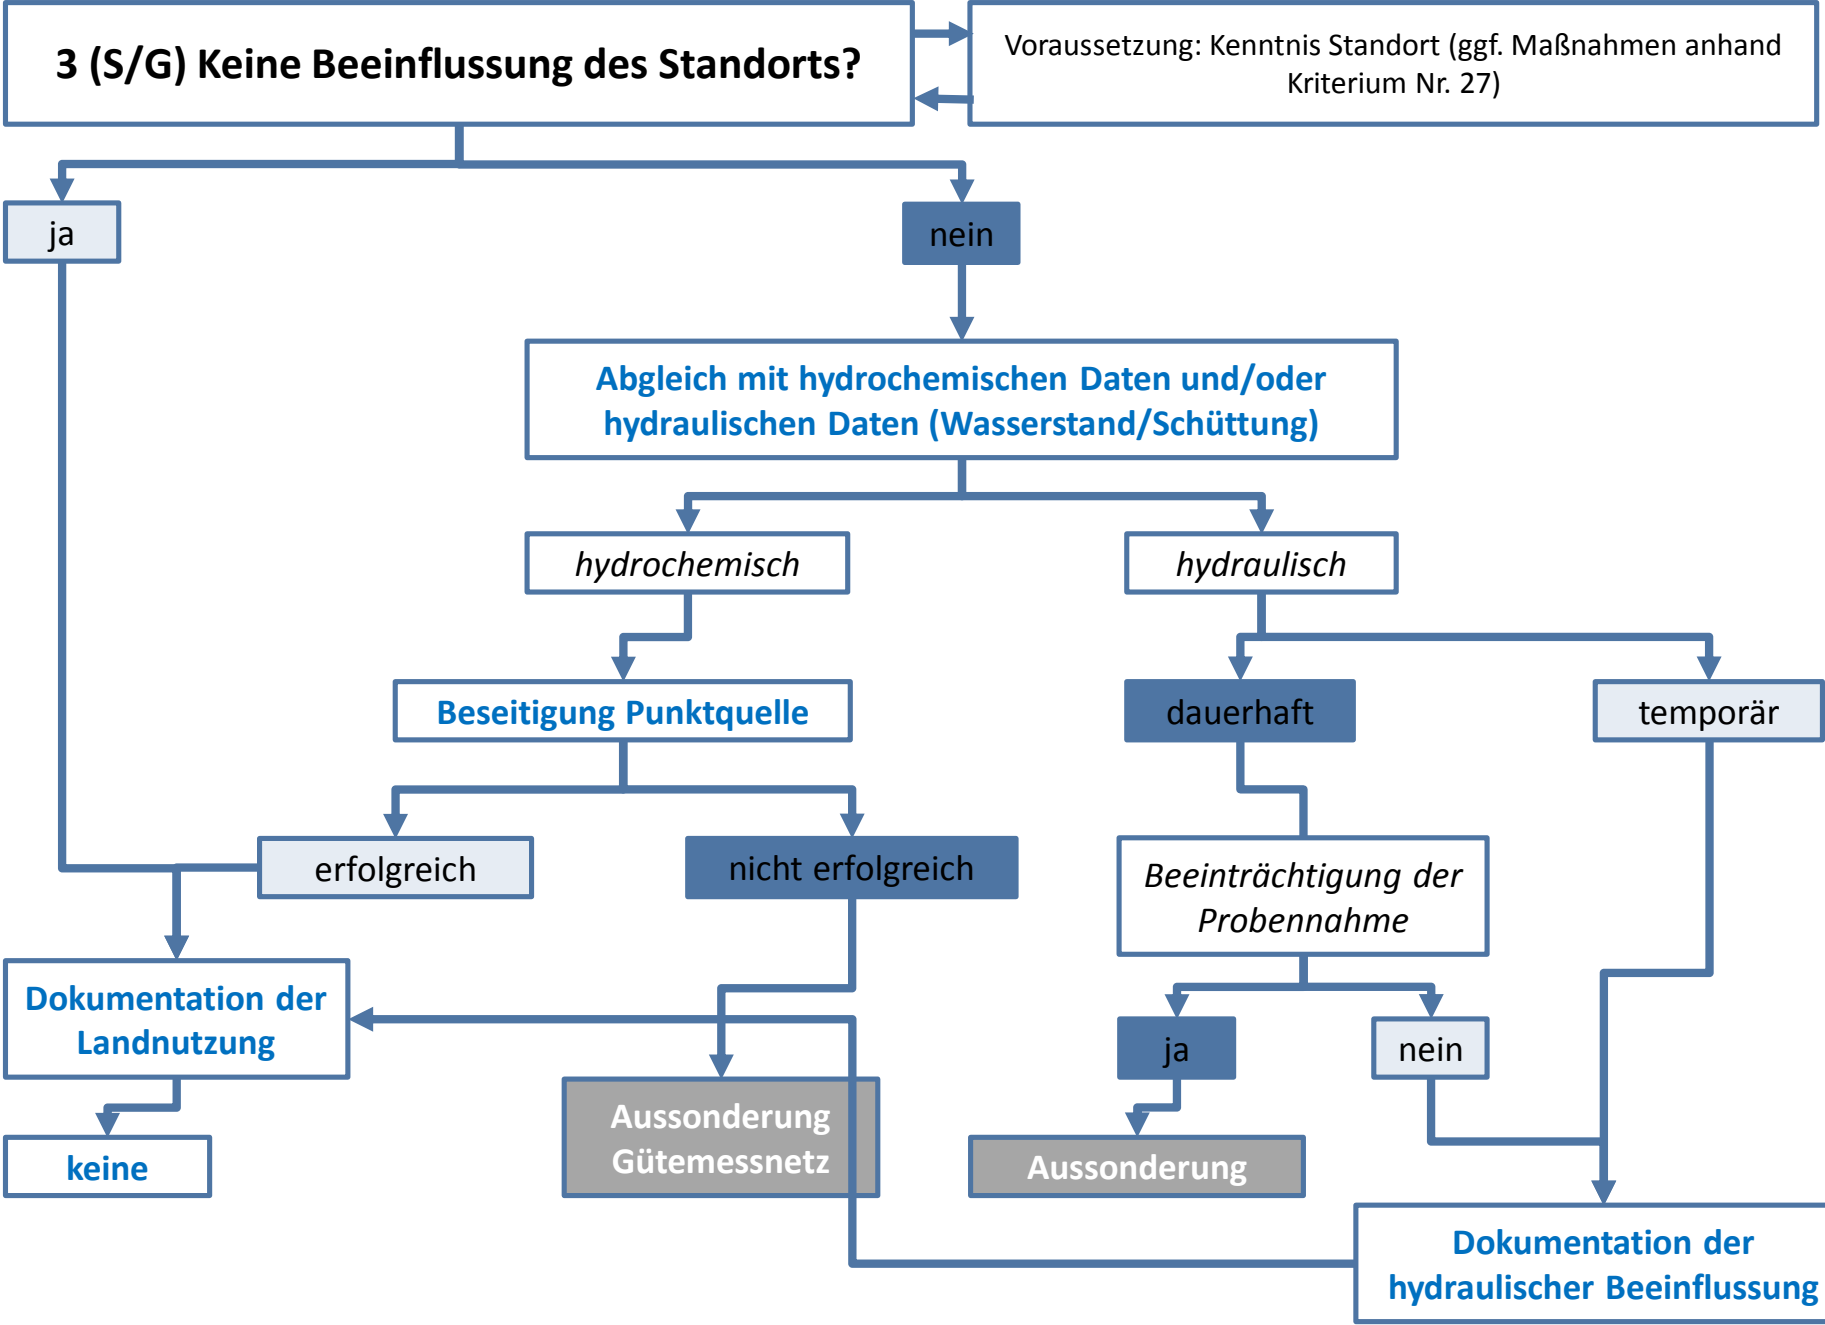 3 (S/G) Keine Beeinflussung des Standorts?
Voraussetzung: Kenntnis Standort (ggf. Maßnahmen anhand
Kriterium Nr. 27)
ja
nein
Abgleich mit hydrochemischen Daten und/oder
hydraulischen Daten (Wasserstand/Schüttung)
hydrochemisch
hydraulisch
Beseitigung Punktquelle
dauerhaft
temporär
erfolgreich
nicht erfolgreich
Beeinträchtigung der
Probennahme
Dokumentation der
Landnutzung
ja
nein
keine
Aussonderung
Gütemessnetz
Aussonderung
Dokumentation der
hydraulischer Beeinflussung